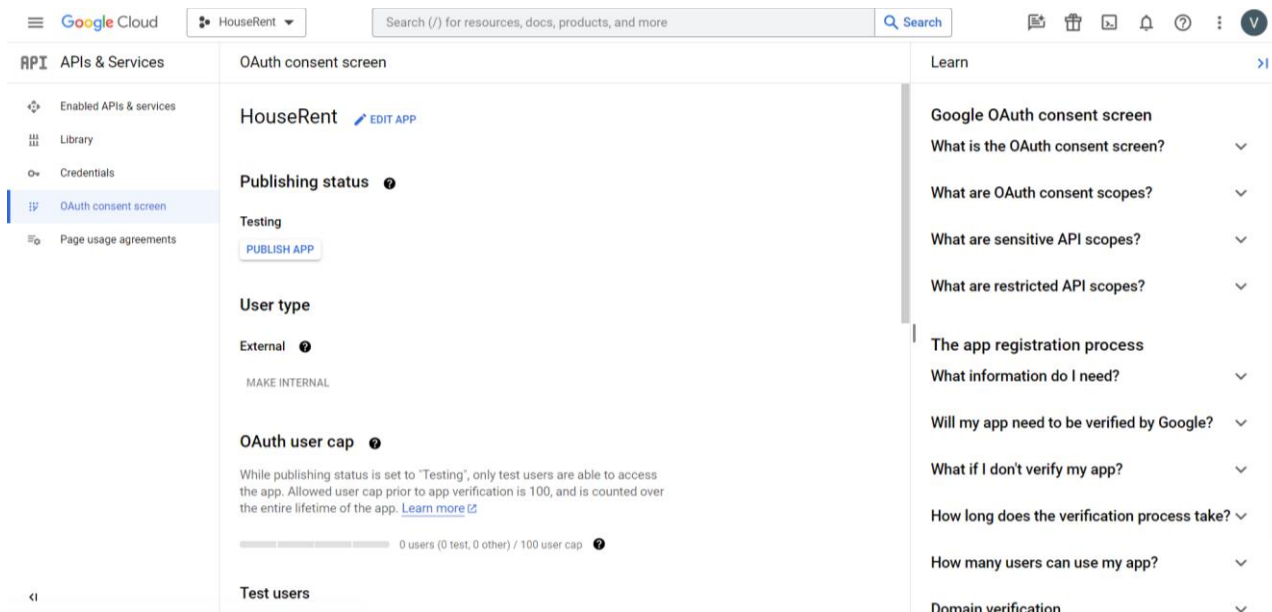 Google Cloud
HouseRent
Search (/) for resources, docs, products, and more
Search
V
API APIs & Services
Enabled APIs & services
Library
Credentials
OAuth consent screen
Page usage agreements
OAuth consent screen
HouseRent
EDIT APP
Publishing status
Testing
PUBLISH APP
User type
External
MAKE INTERNAL
OAuth user cap
While publishing status is set to "Testing", only test users are able to access
the app. Allowed user cap prior to app verification is 100, and is counted over
the entire lifetime of the app. Learn more
0 users (0 test, 0 other) / 100 user cap
Test users
Learn
Google OAuth consent screen
What is the OAuth consent screen?
What are OAuth consent scopes?
What are sensitive API scopes?
What are restricted API scopes?
The app registration process
What information do I need?
Will my app need to be verified by Google?
What if I don't verify my app?
How long does the verification process take?
How many users can use my app?
Domain verification